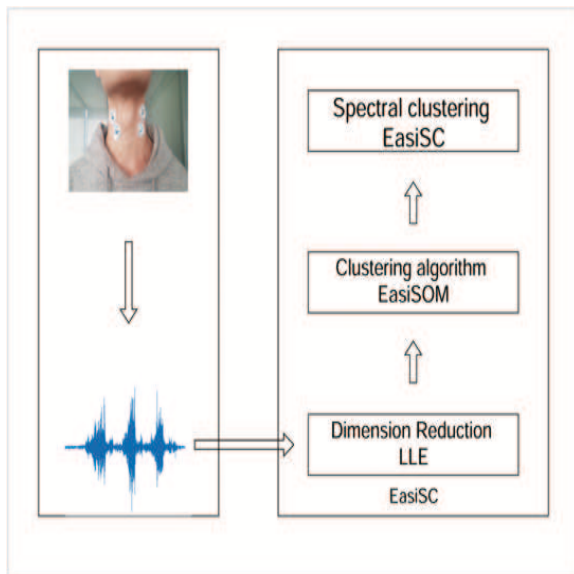 Spectral clustering
EasiSC
Clustering algorithm
EasiSOM
Dimension Reduction
LLE
EasiSC